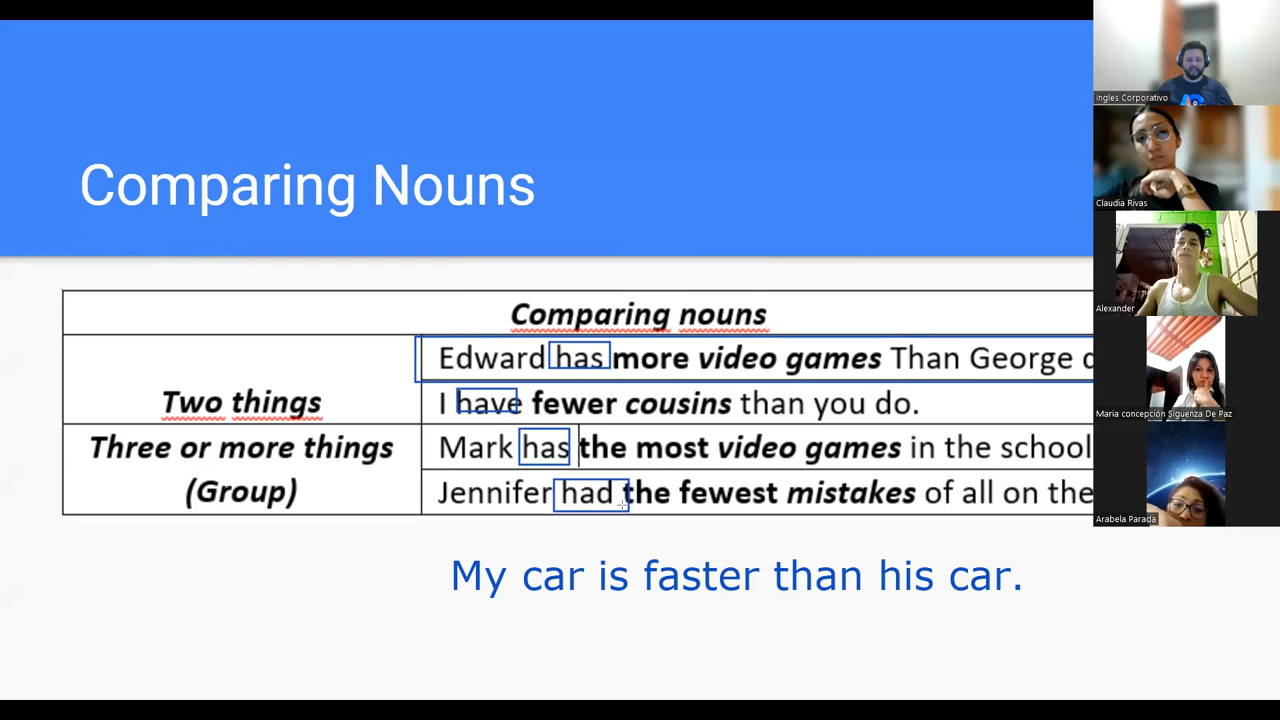 Comparing Nouns
Comparing nouns
Two things
Edward has more video games Than George
I have fewer cousins than you do.
Three or more things
(Group)
Mark has the most video games in the school
Jennifer had the fewest mistakes of all on the
My car is faster than his car.
Ingles Corporativo
Claudia Rivas
Alexander
Maria concepción Siguenza De Paz
Arabela Parada